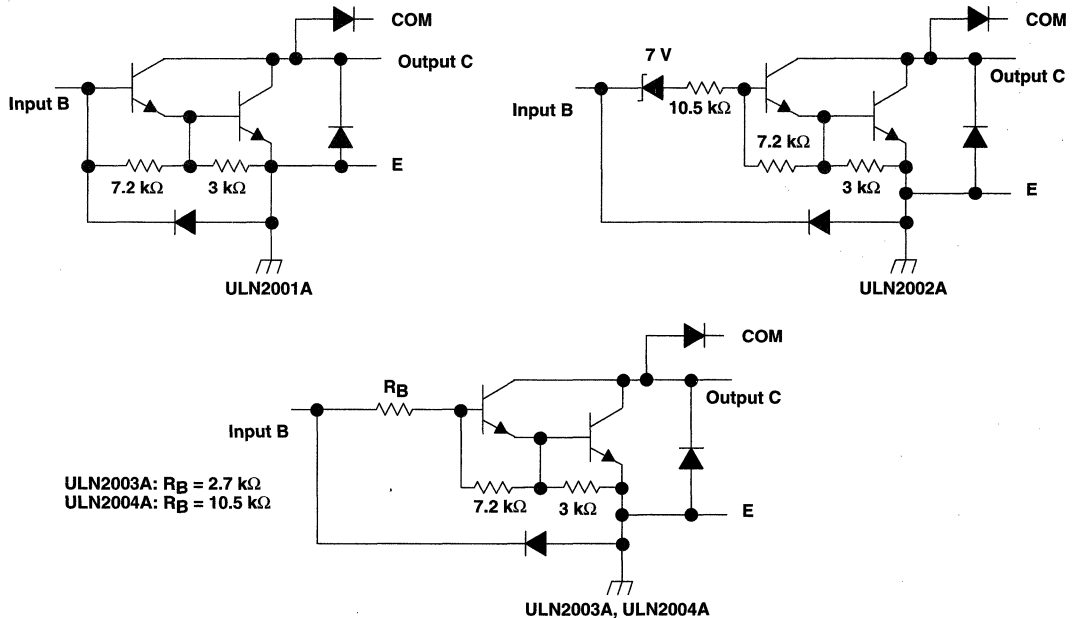 COM
Output C
Input B
7.2 kΩ
3 kΩ
E
ULN2001A
COM
7 V
Output C
Input B
10.5 kΩ
7.2 kΩ
3 kΩ
E
ULN2002A
COM
RB
Output C
Input B
ULN2003A: RB = 2.7 kΩ
ULN2004A: RB = 10.5 kΩ
7.2 kΩ
3 kΩ
E
ULN2003A, ULN2004A